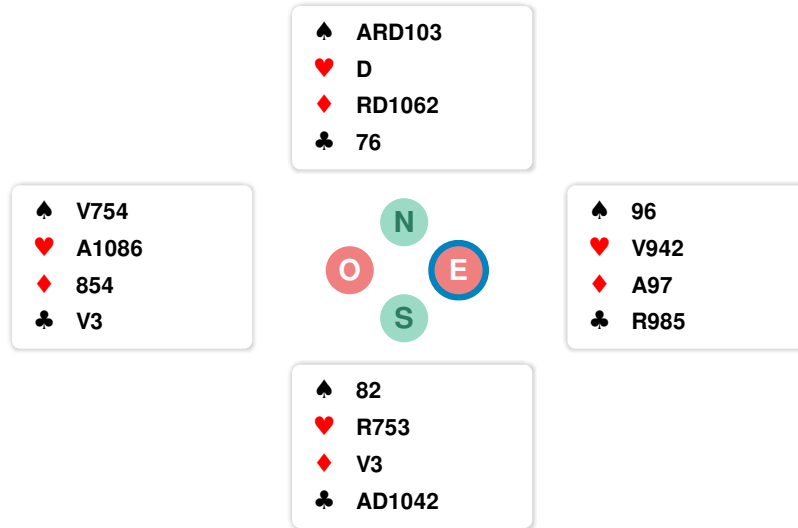 ♠ ARD103
♥ D
♦ RD1062
♣ 76
♠ V754
♥ A1086
♦ 854
♣ V3
N
O
E
S
♠ 96
♥ V942
♦ A97
♣ R985
♠ 82
♥ R753
♦ V3
♣ AD1042